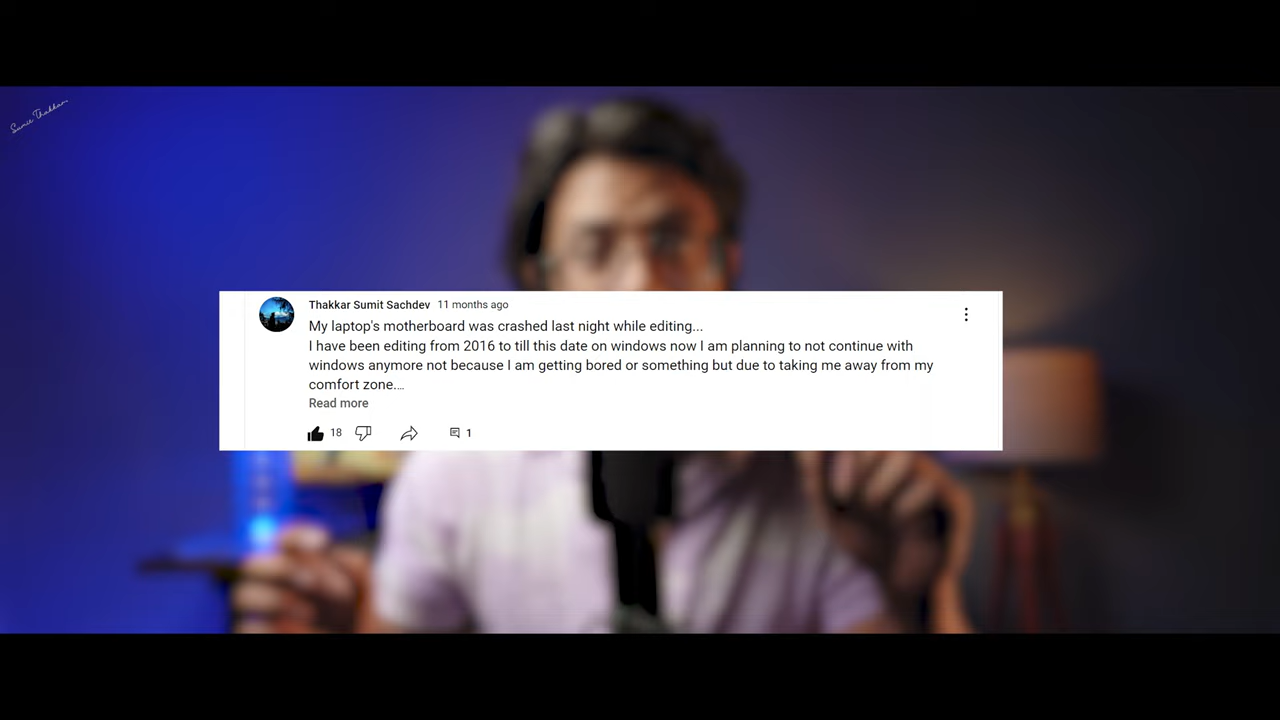 Sumit Thakkar
Thakkar Sumit Sachdev 11 months ago
My laptop's motherboard was crashed last night while editing...
I have been editing from 2016 to till this date on windows now I am planning to not continue with
windows anymore not because I am getting bored or something but due to taking me away from my
comfort zone....
Read more
18 1